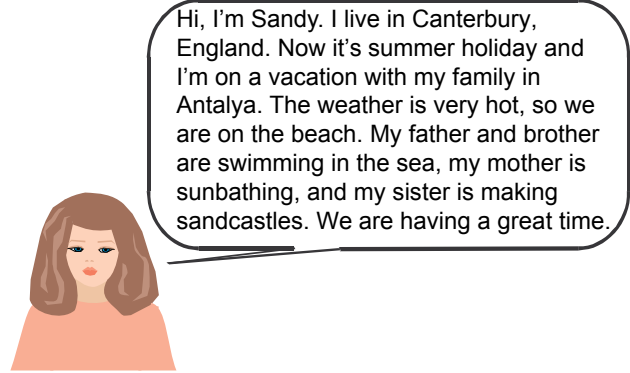 Hi, I'm Sandy. I live in Canterbury,
England. Now it's summer holiday and
I'm on a vacation with my family in
Antalya. The weather is very hot, so we
are on the beach. My father and brother
are swimming in the sea, my mother is
sunbathing, and my sister is making
sandcastles. We are having a great time.